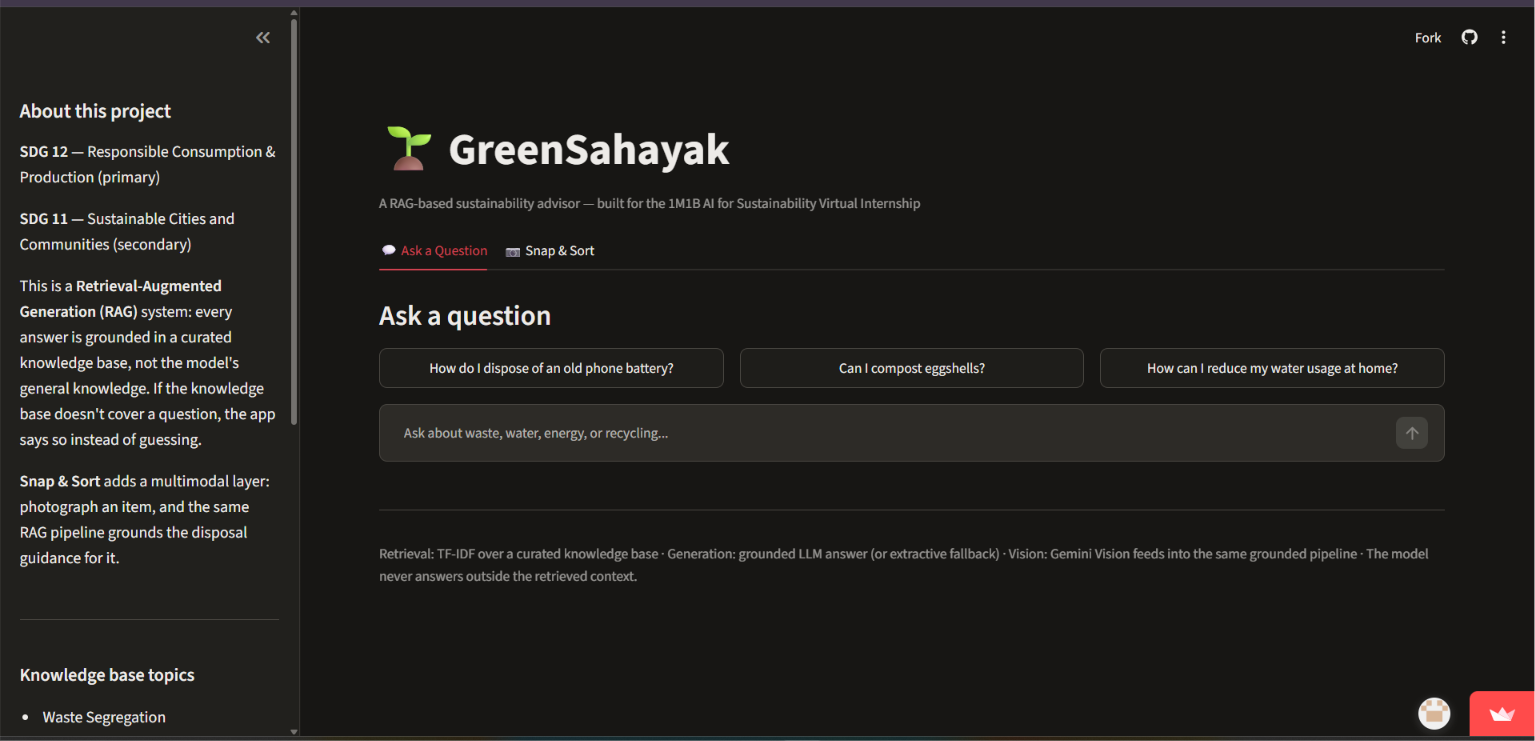 About this project
SDG 12 — Responsible Consumption &
Production (primary)
SDG 11 — Sustainable Cities and
Communities (secondary)
This is a Retrieval-Augmented
Generation (RAG) system: every
answer is grounded in a curated
knowledge base, not the model's
general knowledge. If the knowledge
base doesn't cover a question, the app
says so instead of guessing.
Snap & Sort adds a multimodal layer:
photograph an item, and the same
RAG pipeline grounds the disposal
guidance for it.
Knowledge base topics
• Waste Segregation
Fork
GreenSahayak
A RAG-based sustainability advisor — built for the 1M1B AI for Sustainability Virtual Internship
Ask a Question
Snap & Sort
Ask a question
How do I dispose of an old phone battery?
Can I compost eggshells?
How can I reduce my water usage at home?
Ask about waste, water, energy, or recycling...
Retrieval: TF-IDF over a curated knowledge base · Generation: grounded LLM answer (or extractive fallback) · Vision: Gemini Vision feeds into the same grounded pipeline · The model
never answers outside the retrieved context.